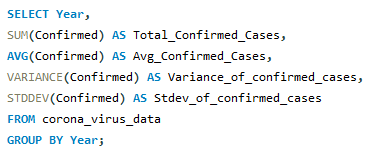 SELECT Year,
SUM(Confirmed) AS Total_Confirmed_Cases,
AVG(Confirmed) AS Avg_Confirmed_Cases,
VARIANCE(Confirmed) AS Variance_of_confirmed_cases,
STDDEV(Confirmed) AS Stdev_of_confirmed_cases
FROM corona_virus_data
GROUP BY Year;